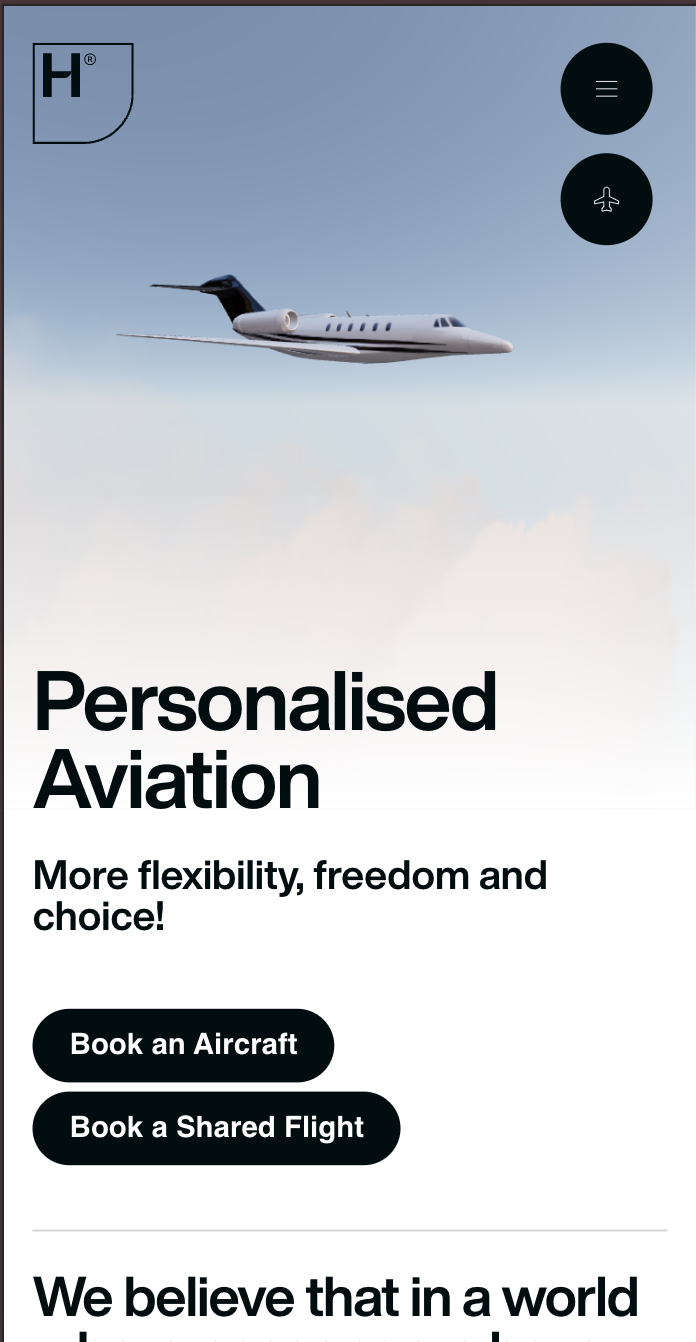 H®
Personalised
Aviation
More flexibility, freedom and
choice!
Book an Aircraft
Book a Shared Flight
We believe that in a world